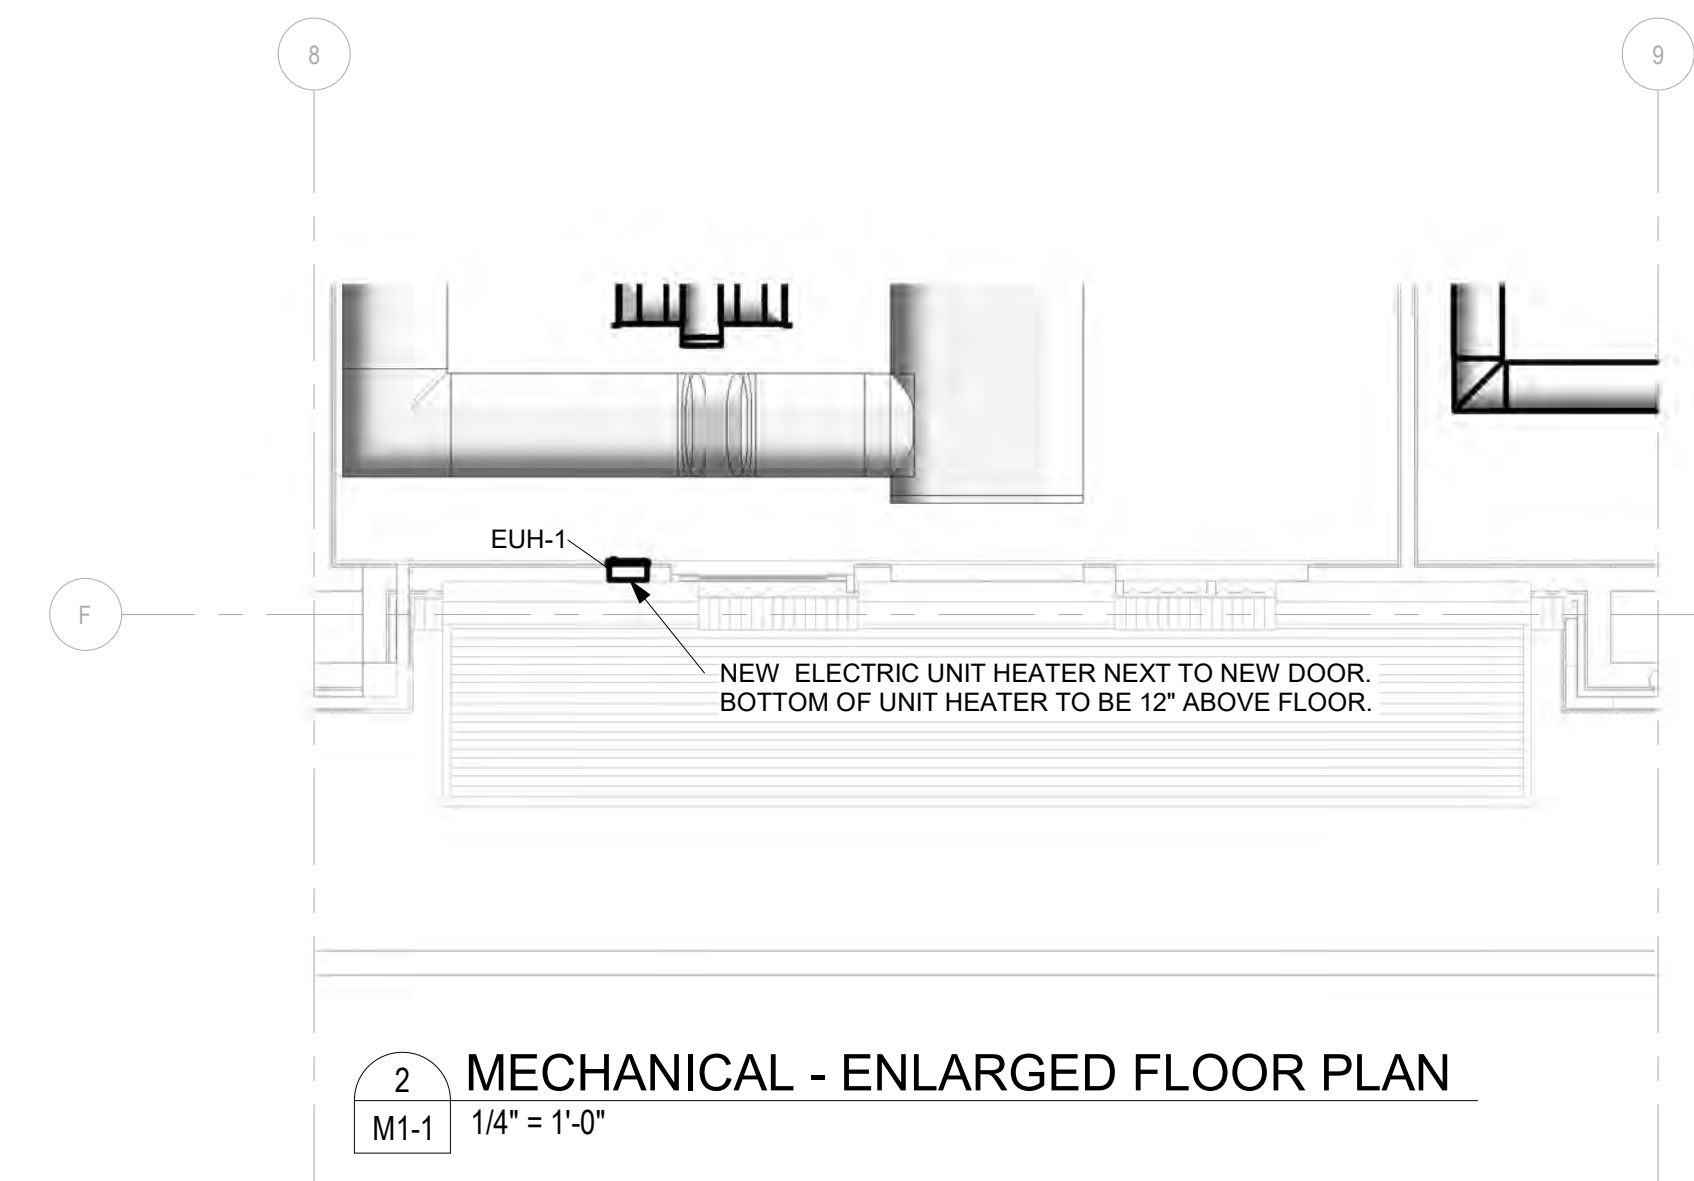 8
9
EUH-1
F
NEW ELECTRIC UNIT HEATER NEXT TO NEW DOOR.
BOTTOM OF UNIT HEATER TO BE 12" ABOVE FLOOR.
2
MECHANICAL - ENLARGED FLOOR PLAN
M1-1
1/4" = 1'-0"